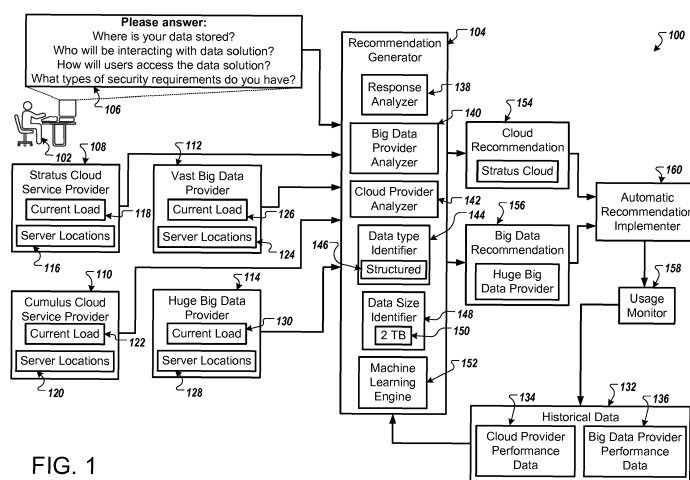 Please answer:
Where is your data stored?
Who will be interacting with data solution?
How will users access the data solution?
What types of security requirements do you have?
106
102
108
Stratus Cloud
Service Provider
Current Load
118
Server Locations
116
112
Vast Big Data
Provider
Current Load
126
Server Locations
124
110
Cumulus Cloud
Service Provider
Current Load
122
Server Locations
120
114
Huge Big Data
Provider
Current Load
130
Server Locations
128
Recommendation
Generator
104
Response
Analyzer
138
140
Big Data
Provider
Analyzer
Cloud Provider
Analyzer
142
144
Data type
Identifier
146
Structured
Data Size
Identifier
148
2 TB
150
Machine
Learning
Engine
152
100
154
Cloud
Recommendation
Stratus Cloud
156
Big Data
Recommendation
Huge Big
Data Provider
160
Automatic
Recommendation
Implementer
158
Usage
Monitor
132
Historical Data
134
Cloud Provider
Performance
Data
136
Big Data Provider
Performance
Data
FIG. 1